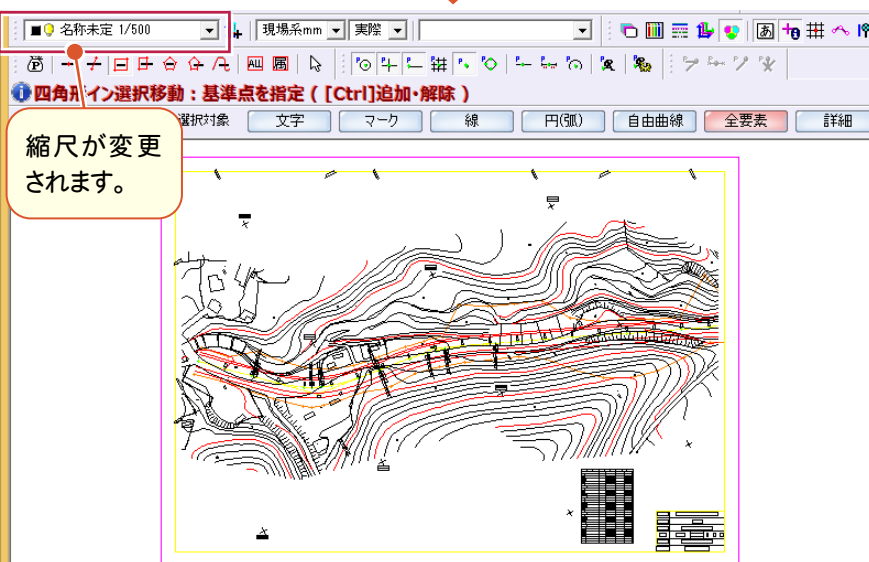 名称未定 1/500
現場系mm
実際
あ
ALL
属
四角形イン選択移動：基準点を指定 ( [Ctrl]追加・解除 )
選択対象
文字
マーク
線
円(弧)
自由曲線
全要素
詳細
縮尺が変更
されます。